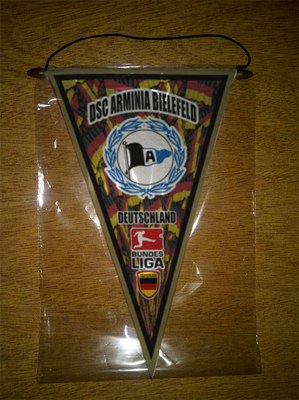 DSC ARMINIA BIELEFELD
A
DEUTSCHLAND
BUNDES
LIGA